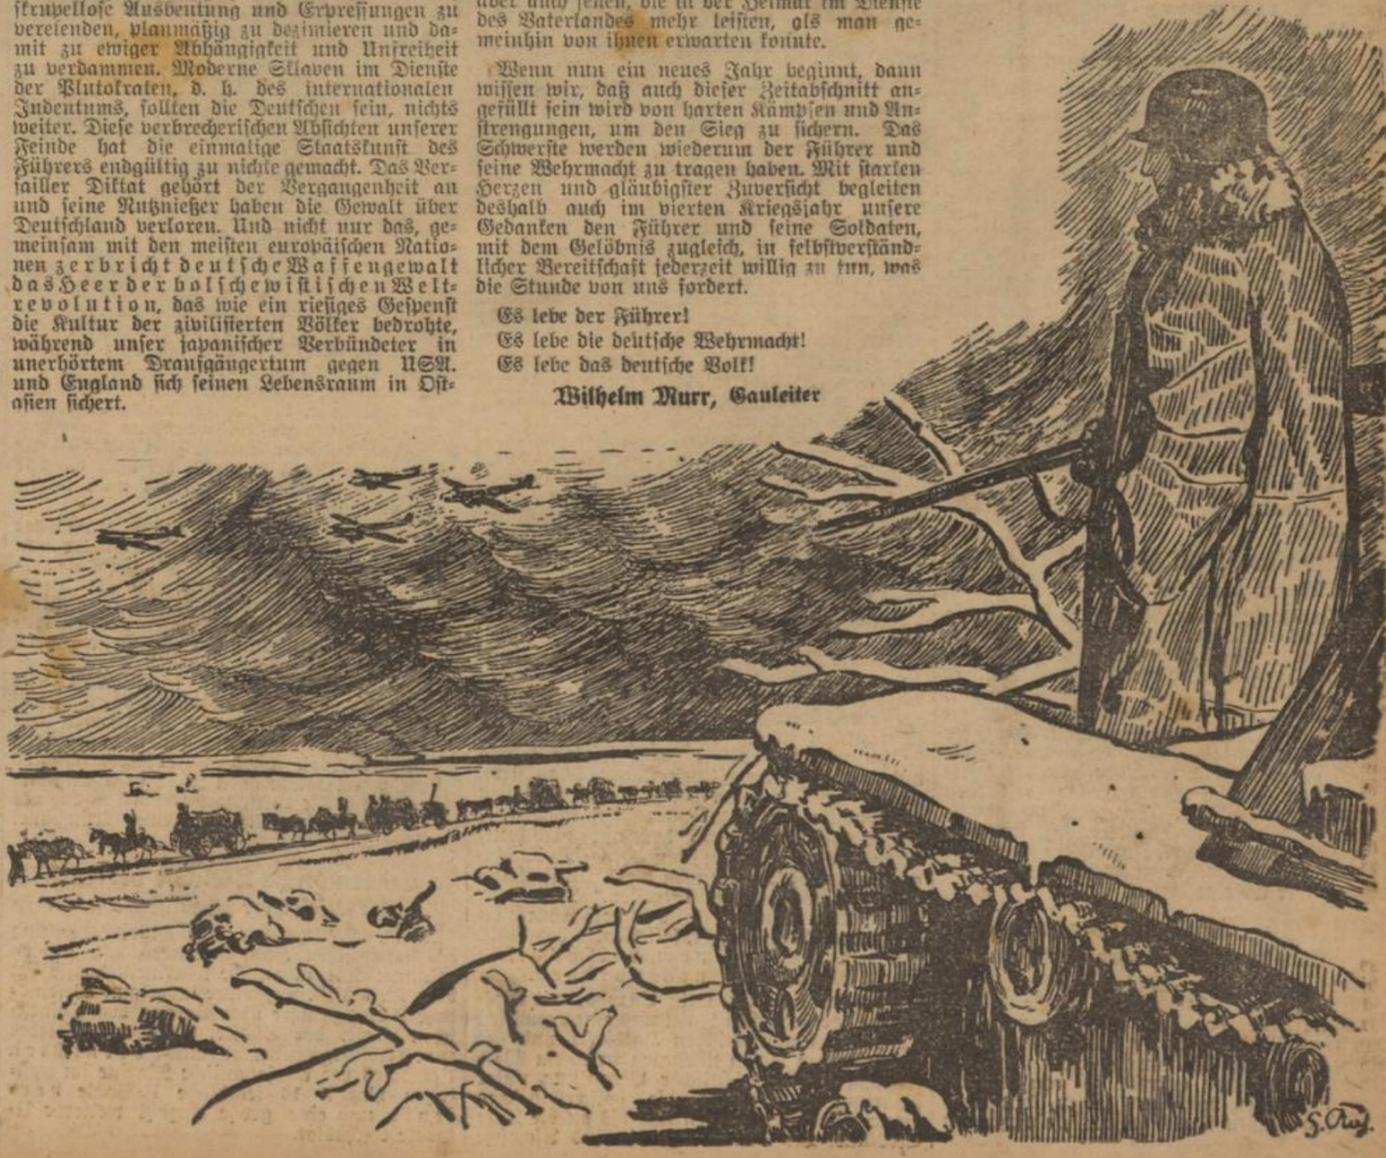 skrupellose Ausbeutung und Erpressungen zu
vereienden, planmäßig zu dezimieren und da-
mit zu ewiger Abhängigkeit und Unfreiheit
zu verdammen. Moderne Sklaven im Dienste
der Plutokraten, d. h. des internationalen
Judentums, sollten die Deutschen sein, nichts
weiter. Diese verbrecherischen Absichten unserer
Feinde hat die einmalige Staatskunst des
Führers endgültig zu nichte gemacht. Das Ver-
sailler Diktat gehört der Vergangenheit an
und seine Nutznießer haben die Gewalt über
Deutschland verloren. Und nicht nur das, ge-
meinsam mit den meisten europäischen Natio-
nen zerbricht deutsche Waffengewalt
das Heer der bolschewistischen Welt-
revolution, das wie ein riesiges Gespenst
die Kultur der zivilisierten Völker bedrohte,
während unser japanischer Verbündeter in
unerhörtem Draufgängertum gegen USA.
und England sich seinen Lebensraum in Ost-
asien sichert.
aber auch jenen, die in der Heimat im Dienste
des Vaterlandes mehr leisten, als man ge-
meinhin von ihnen erwarten konnte.
Wenn nun ein neues Jahr beginnt, dann
wissen wir, daß auch dieser Zeitabschnitt an-
gefüllt sein wird von harten Kämpfen und An-
strengungen, um den Sieg zu sichern. Das
Schwerste werden wiederum der Führer und
seine Wehrmacht zu tragen haben. Mit starken
Herzen und gläubigster Zuversicht begleiten
deshalb auch im vierten Kriegsjahr unsere
Gedanken den Führer und seine Soldaten,
mit dem Gelöbnis zugleich, in selbstverständ-
licher Bereitschaft jederzeit willig zu tun, was
die Stunde von uns fordert.
Es lebe der Führer!
Es lebe die deutsche Wehrmacht!
Es lebe das deutsche Volk!
Wilhelm Murr, Gauleiter